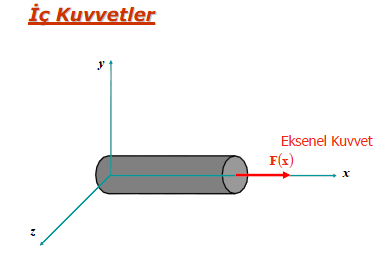 İç Kuvvetler
y
Eksenel Kuvvet
F(x)
x
z